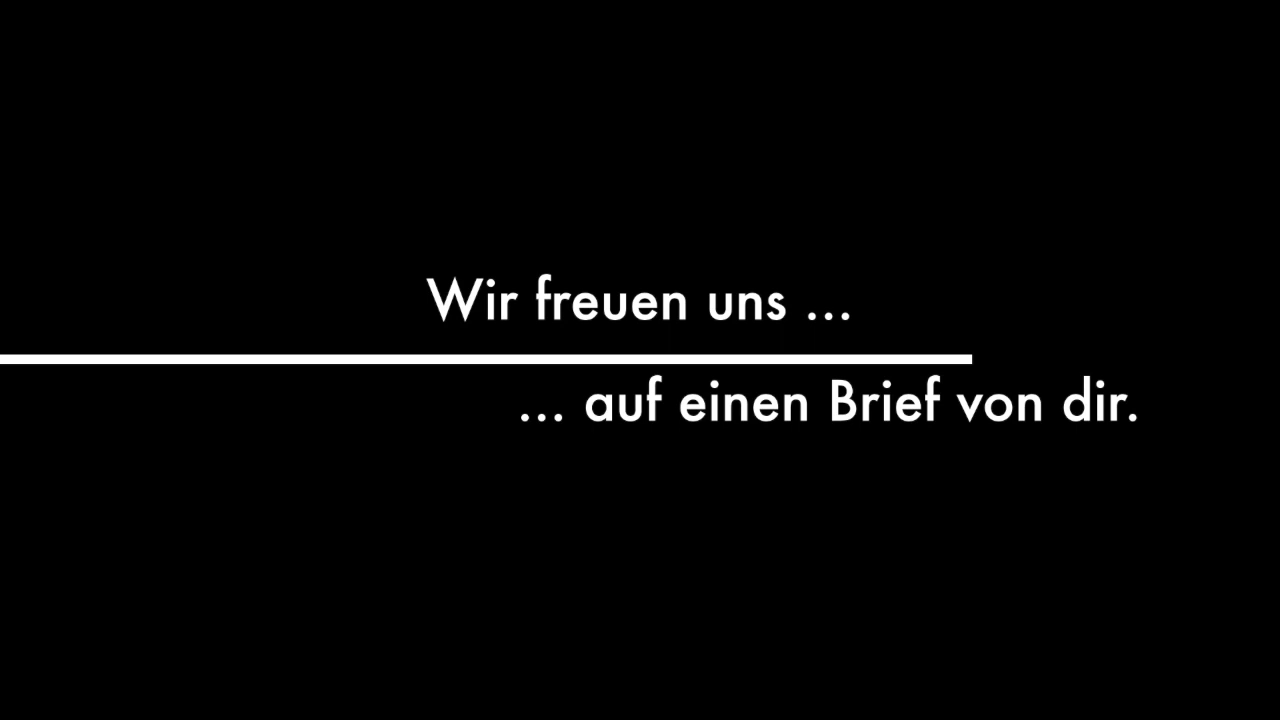 Wir freuen uns ...
... auf einen Brief von dir.